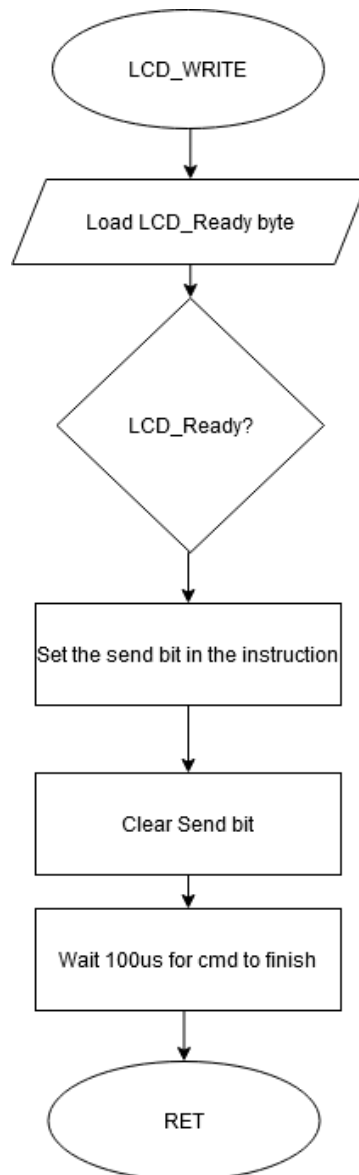 LCD_WRITE
Load LCD_Ready byte
LCD_Ready?
Set the send bit in the instruction
Clear Send bit
Wait 100us for cmd to finish
RET